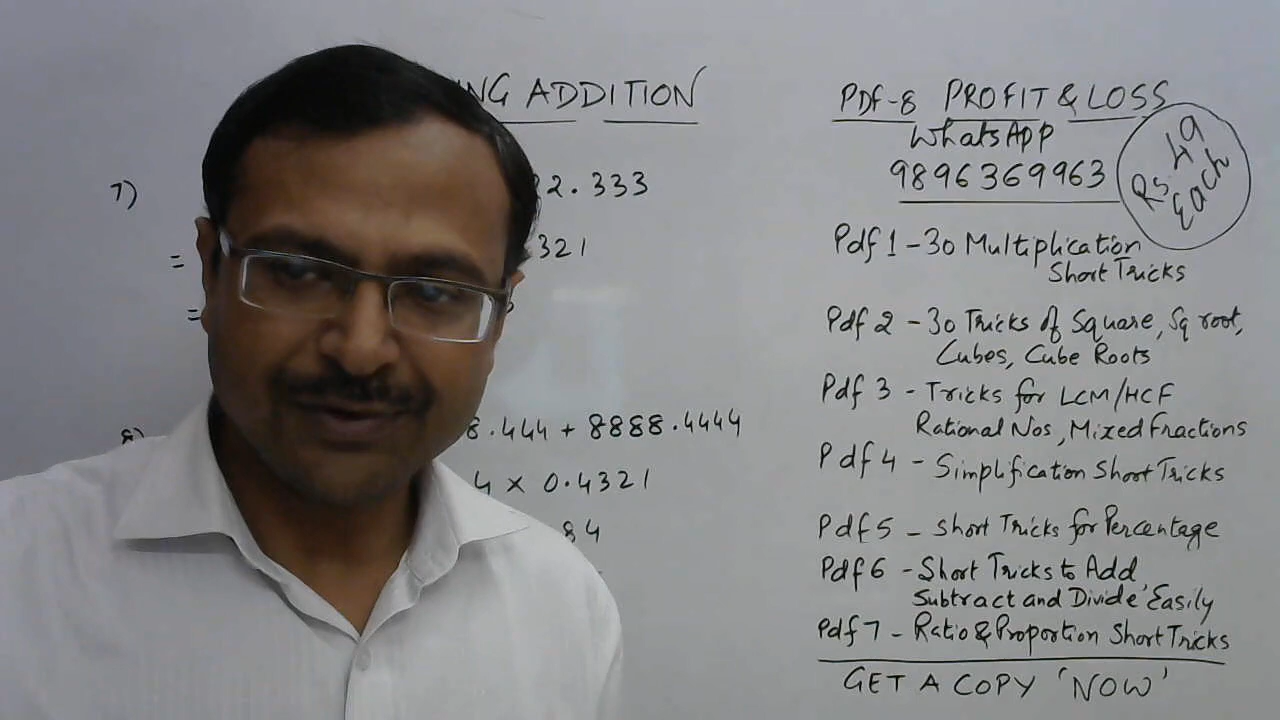 NG ADDITION
7)
2.333
=
321
=
8)
8.444 + 8888.4444
4 x 0.4321
84
Pdf-8 PROFIT & LOSS
WhatsAPP
9896369963
Rs. 49
Each
Pdf 1 - 30 Multiplication
Short Tricks
Pdf 2 - 30 Tricks of Square, Sq root,
Cubes, Cube Roots
Pdf 3 - Tricks for LCM/HCF
Rational Nos, Mixed Fractions
Pdf 4 - Simplification Short Tricks
Pdf 5 - Short Tricks for Percentage
Pdf 6 - Short Tricks to Add,
Subtract and Divide Easily
Pdf 7 - Ratio & Proportion Short Tricks
GET A COPY 'NOW'